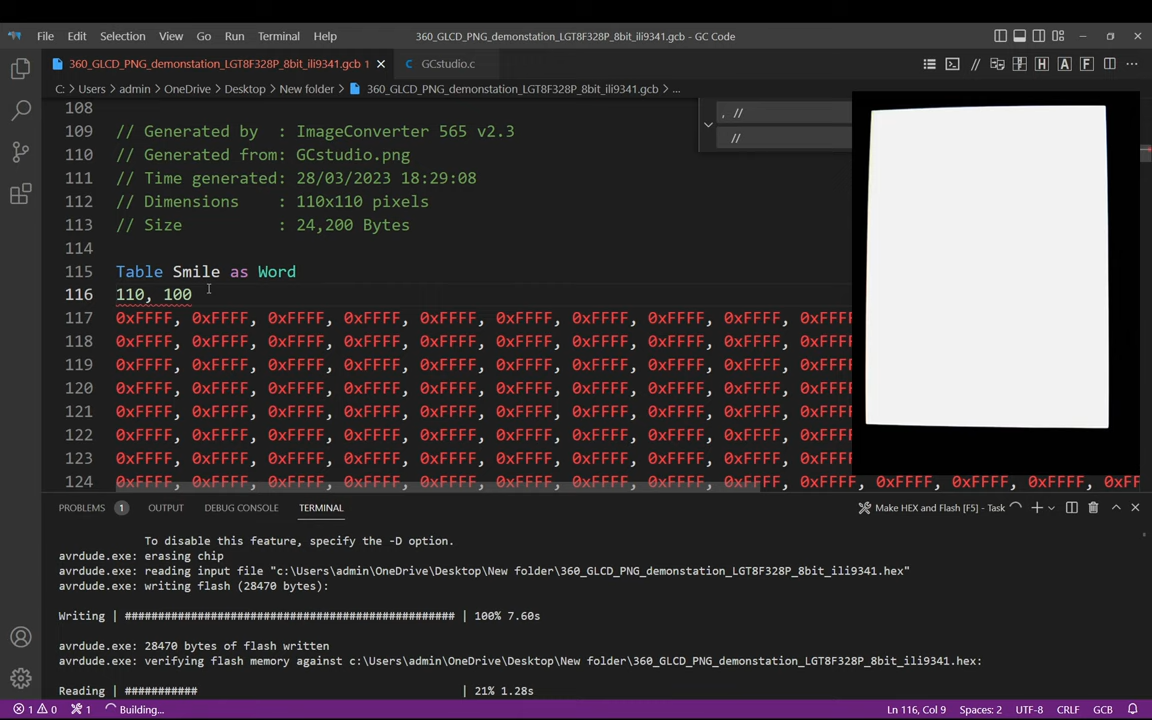 File Edit Selection View Go Run Terminal Help 360_GLCD_PNG_demonstation_LGT8F328P_8bit_ili9341.gcb - GC Code
360_GLCD_PNG_demonstation_LGT8F328P_8bit_ili9341.gcb 1 C GCstudio.c
C: > Users > admin > OneDrive > Desktop > New folder > 360_GLCD_PNG_demonstation_LGT8F328P_8bit_ili9341.gcb > ...
, //
//
108
109 // Generated by : ImageConverter 565 v2.3
110 // Generated from: GCstudio.png
111 // Time generated: 28/03/2023 18:29:08
112 // Dimensions : 110x110 pixels
113 // Size : 24,200 Bytes
114
115 Table Smile as Word
116 110, 100
117 0xFFFF, 0xFFFF, 0xFFFF, 0xFFFF, 0xFFFF, 0xFFFF, 0xFFFF, 0xFFFF, 0xFFFF, 0xFFFF
118 0xFFFF, 0xFFFF, 0xFFFF, 0xFFFF, 0xFFFF, 0xFFFF, 0xFFFF, 0xFFFF, 0xFFFF, 0xFFFF
119 0xFFFF, 0xFFFF, 0xFFFF, 0xFFFF, 0xFFFF, 0xFFFF, 0xFFFF, 0xFFFF, 0xFFFF, 0xFFFF
120 0xFFFF, 0xFFFF, 0xFFFF, 0xFFFF, 0xFFFF, 0xFFFF, 0xFFFF, 0xFFFF, 0xFFFF, 0xFFFF
121 0xFFFF, 0xFFFF, 0xFFFF, 0xFFFF, 0xFFFF, 0xFFFF, 0xFFFF, 0xFFFF, 0xFFFF, 0xFFFF
122 0xFFFF, 0xFFFF, 0xFFFF, 0xFFFF, 0xFFFF, 0xFFFF, 0xFFFF, 0xFFFF, 0xFFFF, 0xFFFF
123 0xFFFF, 0xFFFF, 0xFFFF, 0xFFFF, 0xFFFF, 0xFFFF, 0xFFFF, 0xFFFF, 0xFFFF, 0xFFFF
124 0xFFFF, 0xFFFF, 0xFFFF, 0xFFFF, 0xFFFF, 0xFFFF, 0xFFFF, 0xFFFF, 0xFFFF, 0xFFFF, 0xFFFF, 0xFFFF, 0xFFFF, 0xFF
PROBLEMS 1 OUTPUT DEBUG CONSOLE TERMINAL Make HEX and Flash [F5] - Task
To disable this feature, specify the -D option.
avrdude.exe: erasing chip
avrdude.exe: reading input file "c:\Users\admin\OneDrive\Desktop\New folder\360_GLCD_PNG_demonstation_LGT8F328P_8bit_ili9341.hex"
avrdude.exe: writing flash (28470 bytes):
Writing | ################################################## | 100% 7.60s
avrdude.exe: 28470 bytes of flash written
avrdude.exe: verifying flash memory against c:\Users\admin\OneDrive\Desktop\New folder\360_GLCD_PNG_demonstation_LGT8F328P_8bit_ili9341.hex:
Reading | ########### | 21% 1.28s
1 0 1 Building... Ln 116, Col 9 Spaces: 2 UTF-8 CRLF GCB